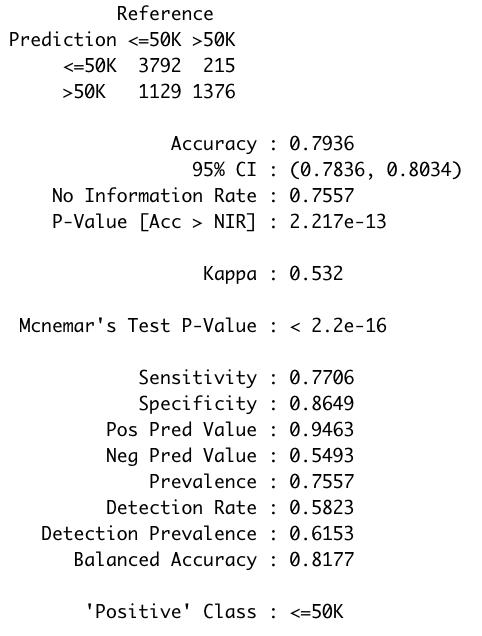 Reference
Prediction <=50K >50K
<=50K 3792 215
>50K 1129 1376
Accuracy : 0.7936
95% CI : (0.7836, 0.8034)
No Information Rate : 0.7557
P-Value [Acc > NIR] : 2.217e-13
Kappa : 0.532
Mcnemar's Test P-Value : < 2.2e-16
Sensitivity : 0.7706
Specificity : 0.8649
Pos Pred Value : 0.9463
Neg Pred Value : 0.5493
Prevalence : 0.7557
Detection Rate : 0.5823
Detection Prevalence : 0.6153
Balanced Accuracy : 0.8177
'Positive' Class : <=50K